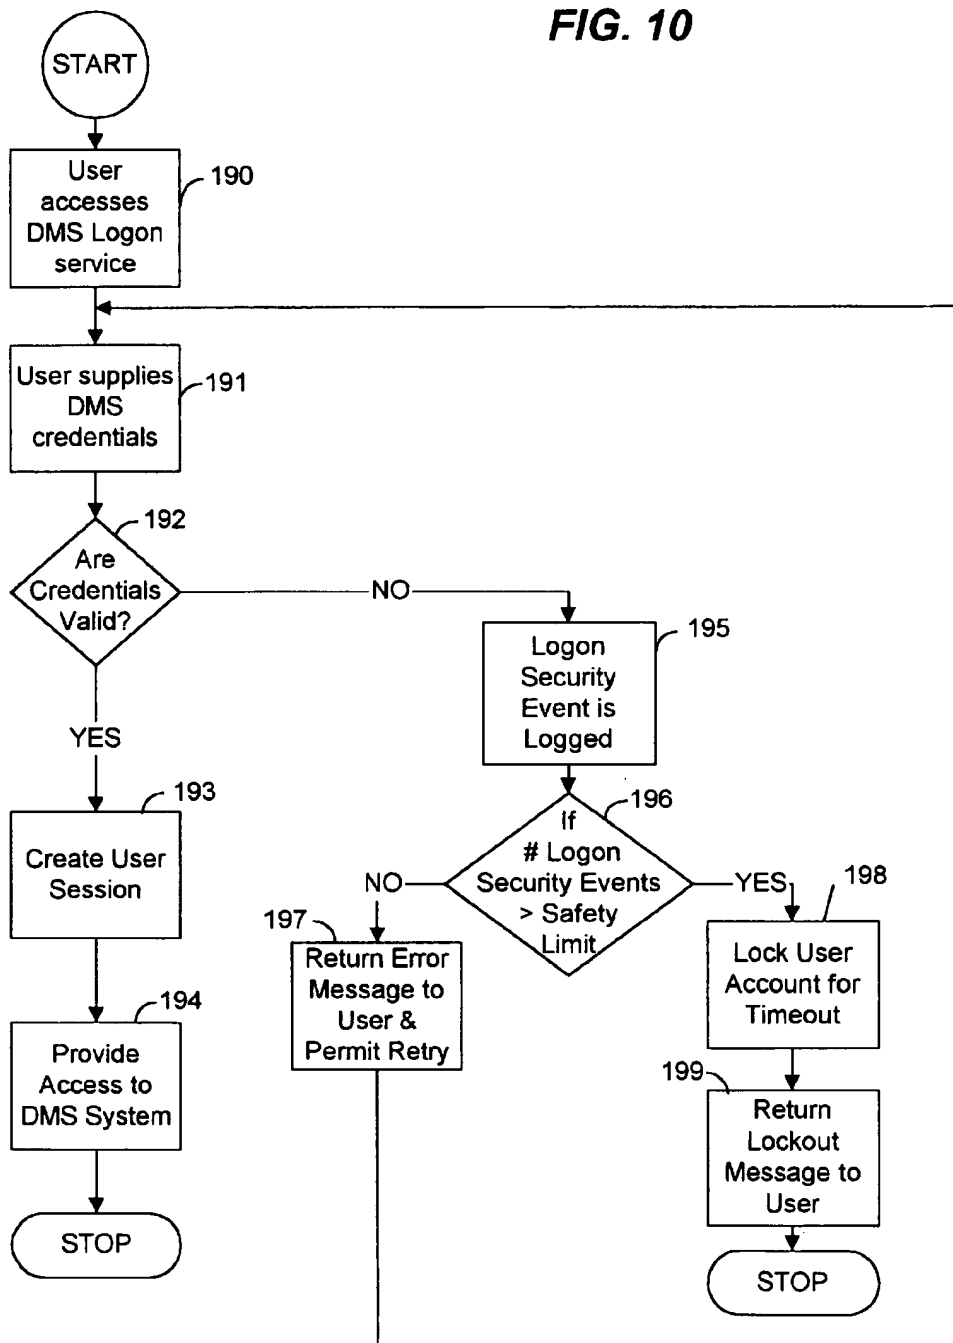 FIG. 10
START
User
accesses
DMS Logon
service
190
User supplies
DMS
credentials
191
192
Are
Credentials
Valid?
NO
YES
Logon
Security
Event is
Logged
195
193
Create User
Session
196
If
# Logon
Security Events
> Safety
Limit
NO
YES
197
Return Error
Message to
User &
Permit Retry
198
Lock User
Account for
Timeout
194
Provide
Access to
DMS System
199
Return
Lockout
Message to
User
STOP
STOP